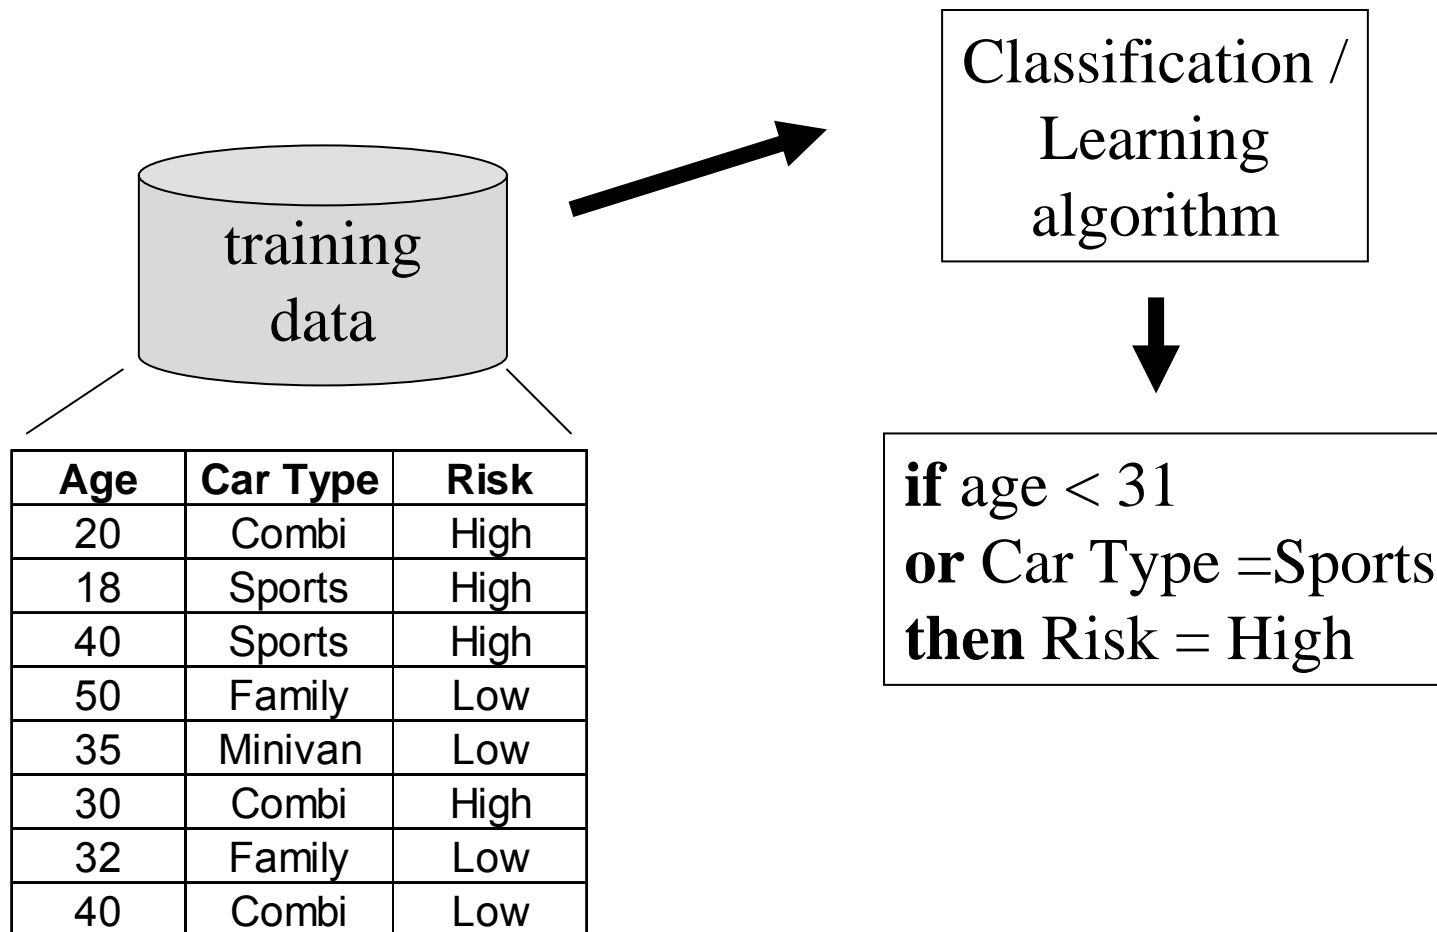 training
data
Classification /
Learning
algorithm
Age Car Type Risk
20 Combi High
18 Sports High
40 Sports High
50 Family Low
35 Minivan Low
30 Combi High
32 Family Low
40 Combi Low
if age < 31
or Car Type =Sports
then Risk = High